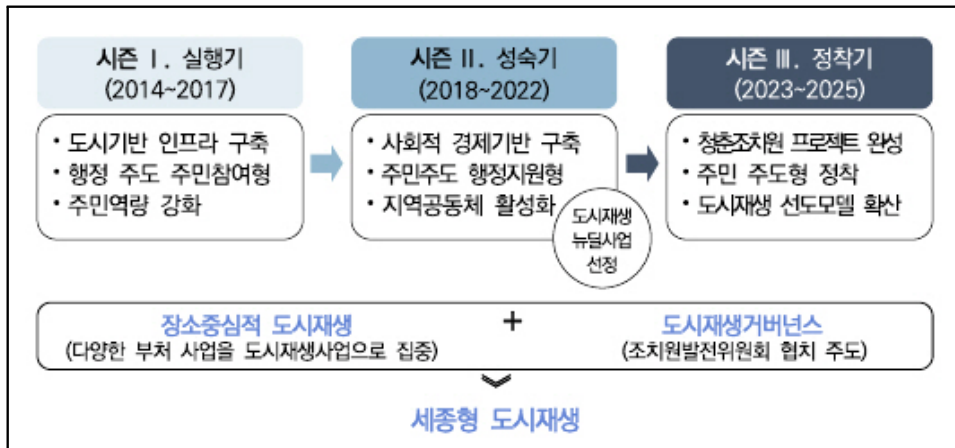 시즌 Ⅰ. 실행기
(2014~2017)
• 도시기반 인프라 구축
• 행정 주도 주민참여형
• 주민역량 강화
시즌 Ⅱ. 성숙기
(2018~2022)
• 사회적 경제기반 구축
• 주민주도 행정지원형
• 지역공동체 활성화
도시재생
뉴딜사업
선정
시즌 Ⅲ. 정착기
(2023~2025)
• 청춘조치원 프로젝트 완성
• 주민 주도형 정착
• 도시재생 선도모델 확산
장소중심적 도시재생
(다양한 부처 사업을 도시재생사업으로 집중)
+
도시재생거버넌스
(조치원발전위원회 협치 주도)
세종형 도시재생